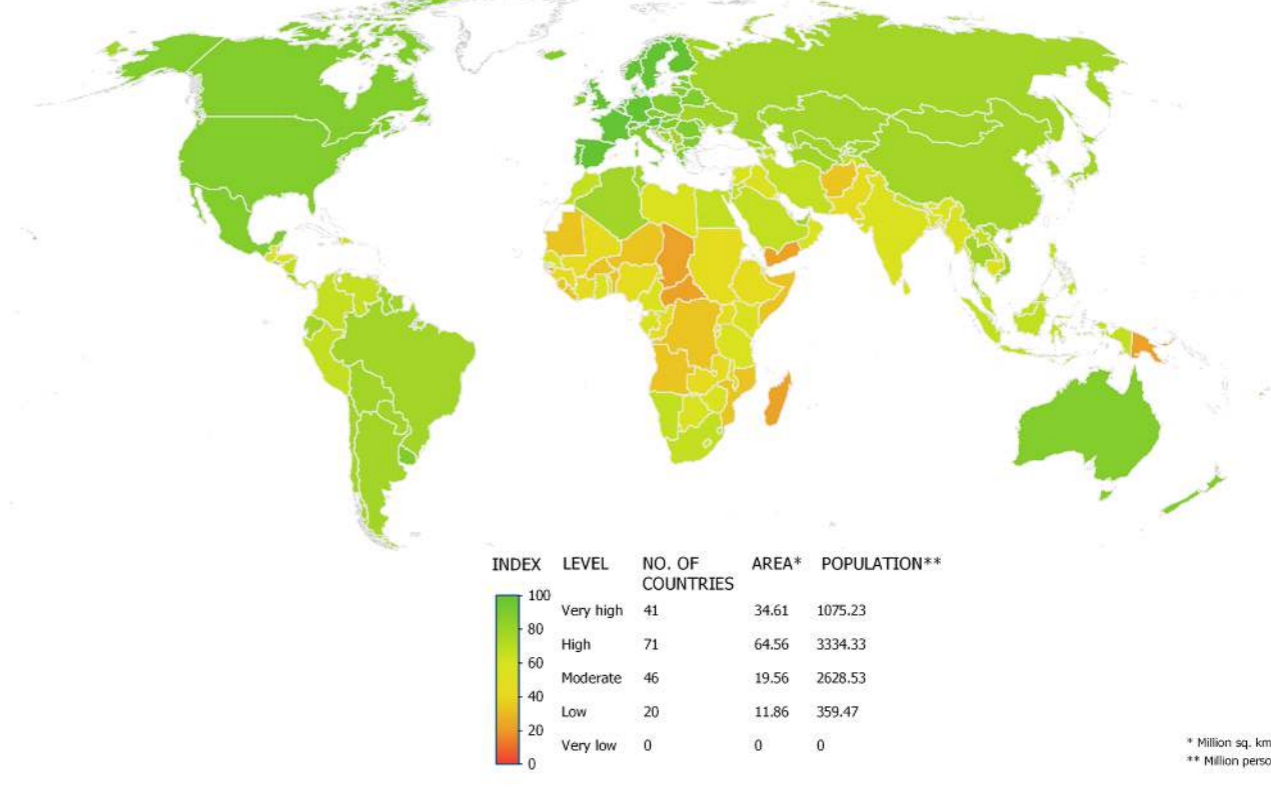 INDEX LEVEL NO. OF COUNTRIES AREA* POPULATION**
100
Very high 41 34.61 1075.23
80
High 71 64.56 3334.33
60
Moderate 46 19.56 2628.53
40
Low 20 11.86 359.47
20
Very low 0 0 0
0
* Million sq. km
** Million perso